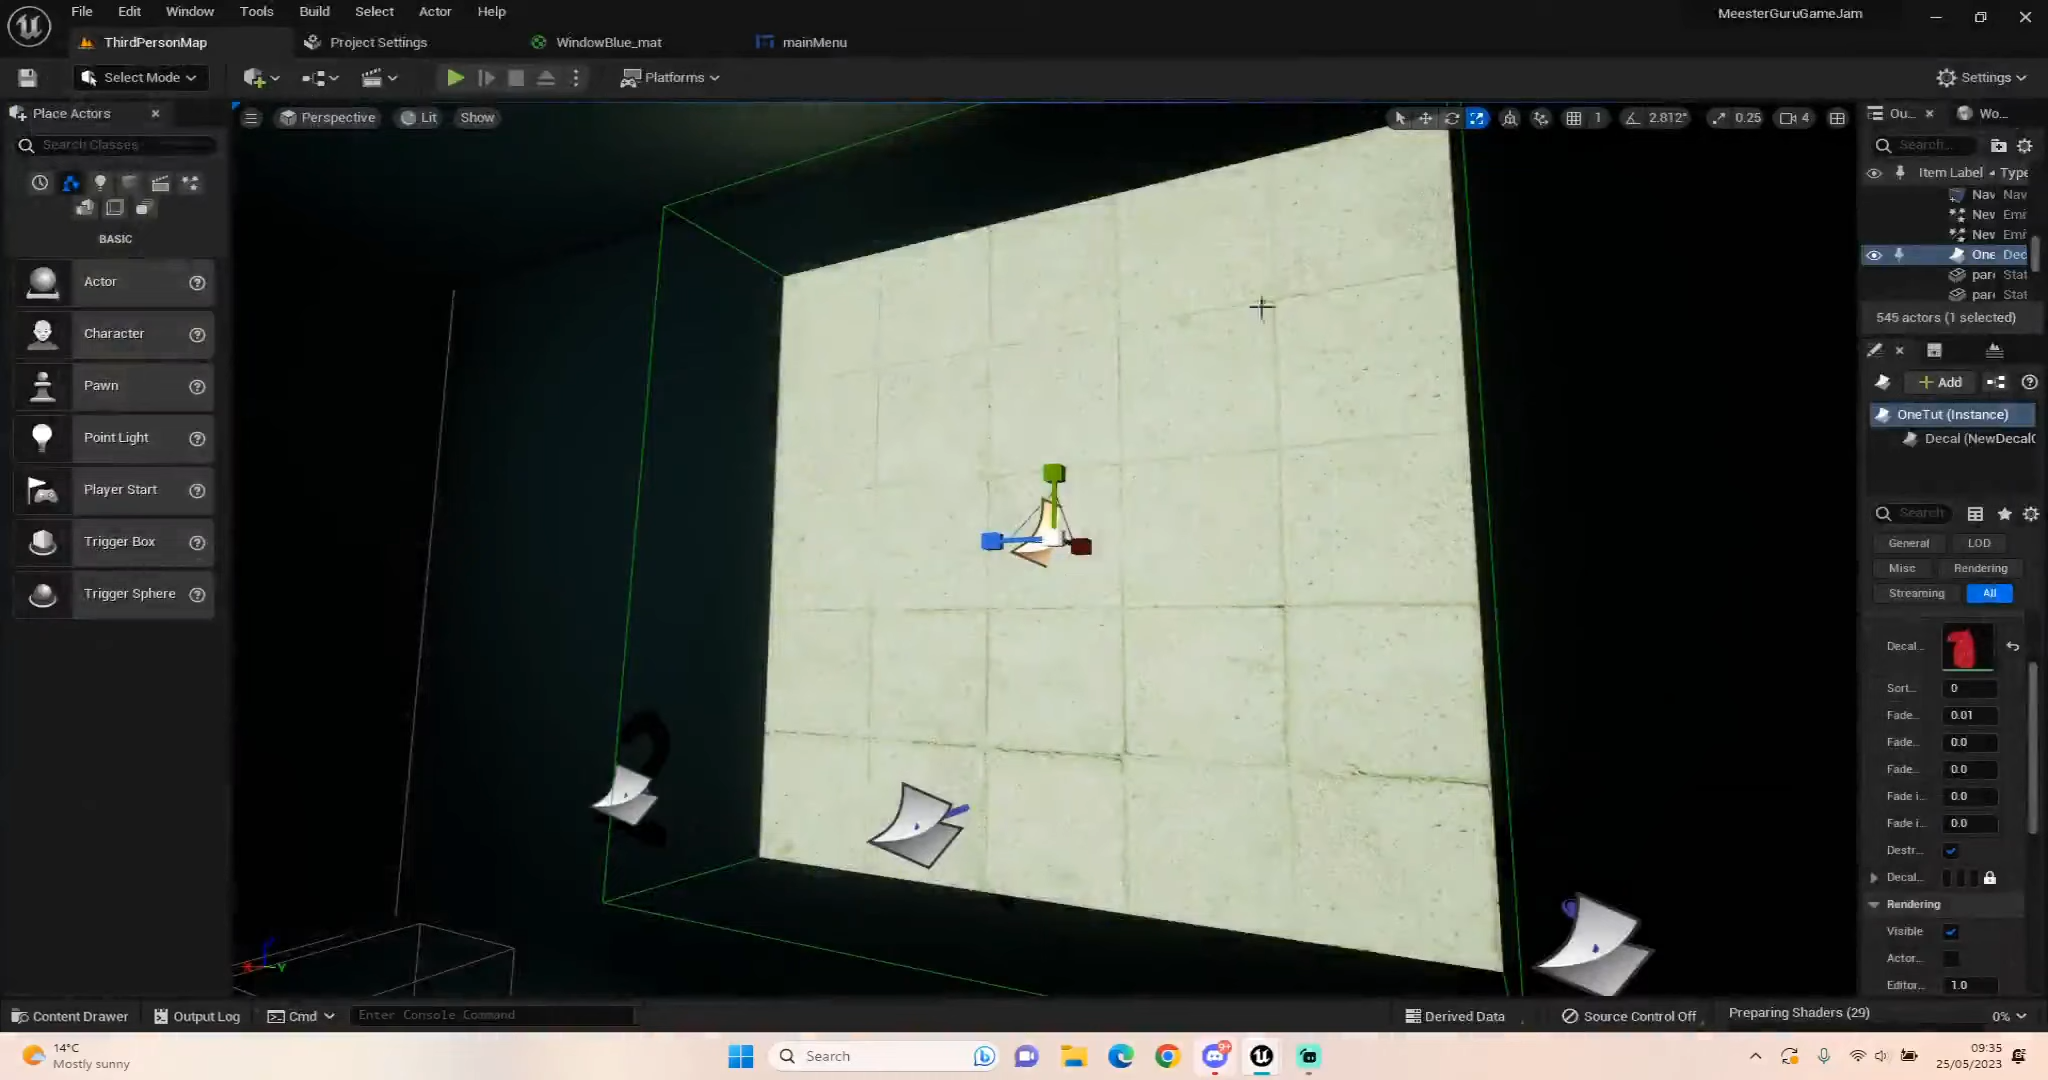 File Edit Window Tools Build Select Actor Help
MeesterGuruGameJam
ThirdPersonMap Project Settings WindowBlue_mat mainMenu
Select Mode Platforms Settings
Place Actors
Search Classes
BASIC
Actor
Character
Pawn
Point Light
Player Start
Trigger Box
Trigger Sphere
Perspective Lit Show
1 2.812° 0.25 4
Ou... Wo...
Search...
Item Label Type
Nav Nav
New Emi
New Emi
One Dec
Stat
Stat
545 actors (1 selected)
Add
OneTut (Instance)
Decal (NewDecal
Search
General LOD
Misc Rendering
Streaming All
Decal...
Sort... 0
Fade... 0.01
Fade... 0.0
Fade... 0.0
Fade i... 0.0
Fade i... 0.0
Destr...
Decal...
Rendering
Visible
Actor...
Editor... 1.0
Content Drawer Output Log Cmd Enter Console Command
Derived Data Source Control Off Preparing Shaders (29) 0%
14°C
Mostly sunny
Search
9+
09:35
25/05/2023